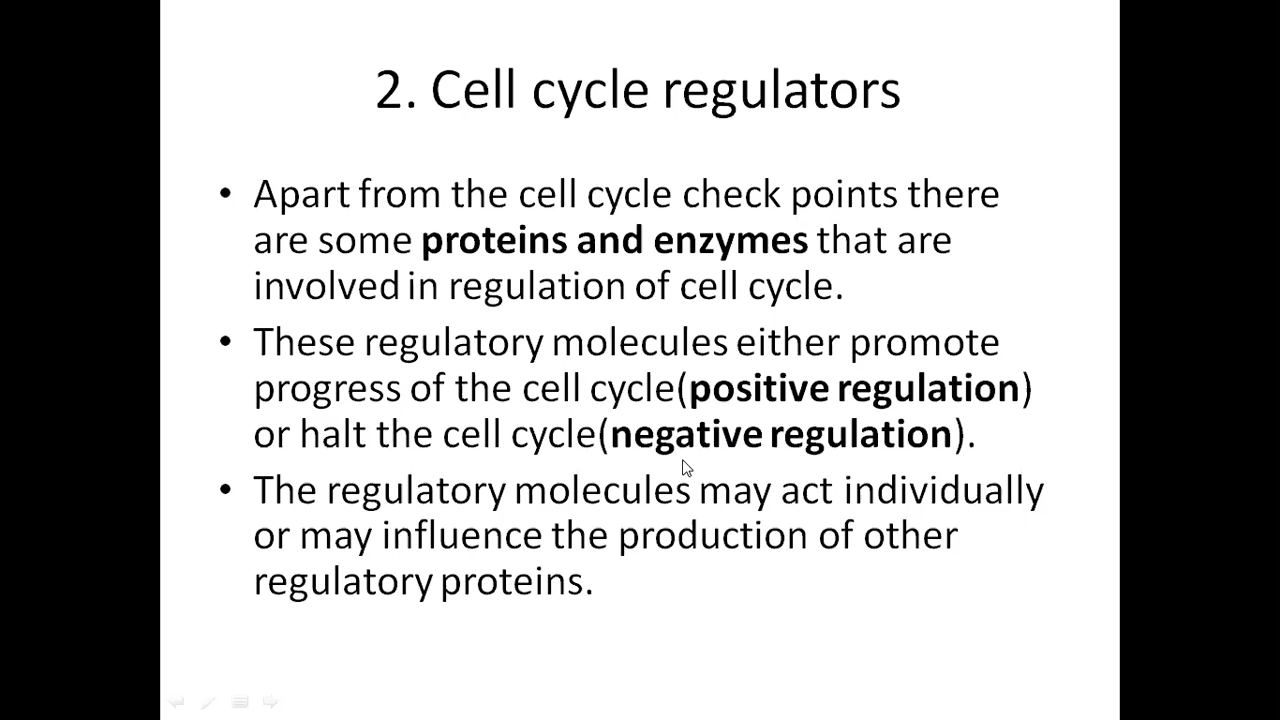 2. Cell cycle regulators
• Apart from the cell cycle check points there
are some proteins and enzymes that are
involved in regulation of cell cycle.
• These regulatory molecules either promote
progress of the cell cycle(positive regulation)
or halt the cell cycle(negative regulation).
• The regulatory molecules may act individually
or may influence the production of other
regulatory proteins.